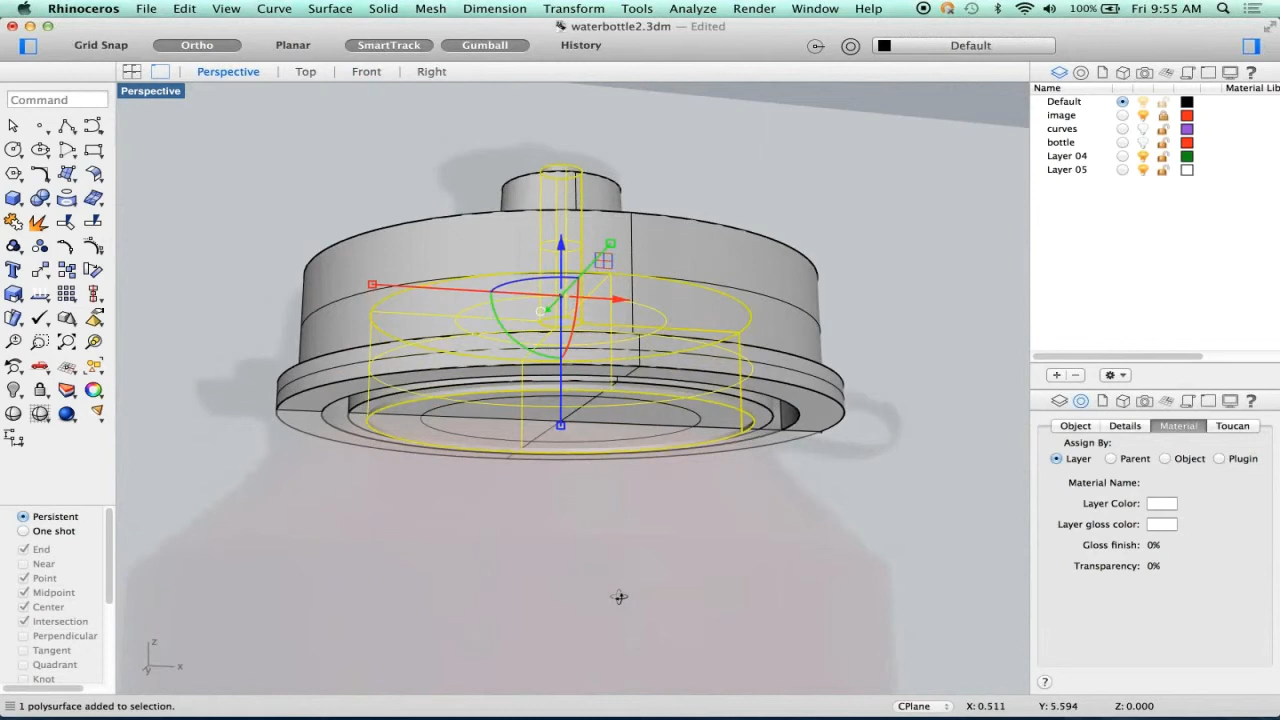 Rhinoceros File Edit View Curve Surface Solid Mesh Dimension Transform Tools Analyze Render Window Help 100% Fri 9:55 AM
waterbottle2.3dm — Edited
Grid Snap Ortho Planar SmartTrack Gumball History Default
Perspective Top Front Right
Perspective
Command
Name Material Lib
Default
image
curves
bottle
Layer 04
Layer 05
Object Details Material Toucan
Assign By:
Layer Parent Object Plugin
Material Name:
Layer Color:
Layer gloss color:
Gloss finish: 0%
Transparency: 0%
Persistent
One shot
End
Near
Point
Midpoint
Center
Intersection
Perpendicular
Tangent
Quadrant
Knot
z
x
y
1 polysurface added to selection. CPlane X: 0.511 Y: 5.594 Z: 0.000